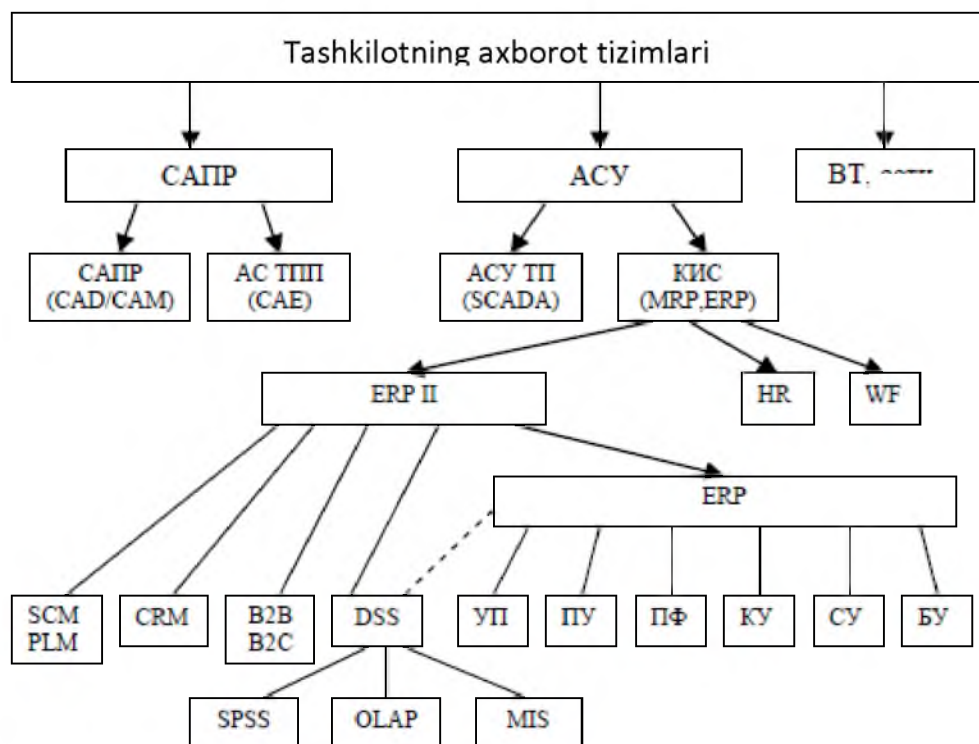 Tashkilotning axborot tizimlari
САПР
АСУ
ВТ,
САПР
(CAD/CAM)
АС ТПП
(CAE)
АСУ ТП
(SCADA)
КИС
(MRP,ERP)
ERP II
HR
WF
ERP
SCM
PLM
CRM
B2B
B2C
DSS
УП
ПУ
ПФ
КУ
СУ
БУ
SPSS
OLAP
MIS